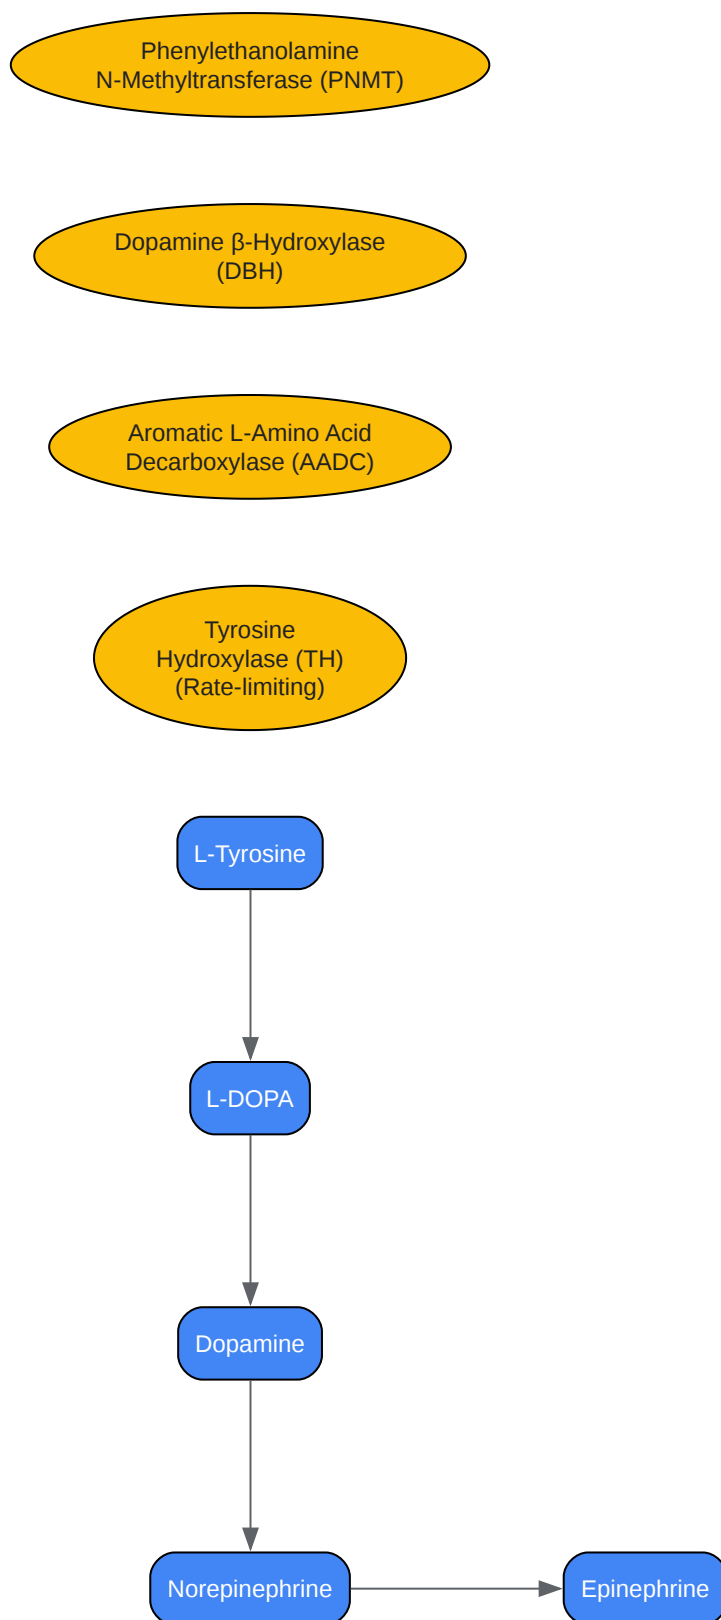 Phenylethanolamine
N-Methyltransferase (PNMT)
Dopamine β-Hydroxylase
(DBH)
Aromatic L-Amino Acid
Decarboxylase (AADC)
Tyrosine
Hydroxylase (TH)
(Rate-limiting)
L-Tyrosine
L-DOPA
Dopamine
Norepinephrine
Epinephrine